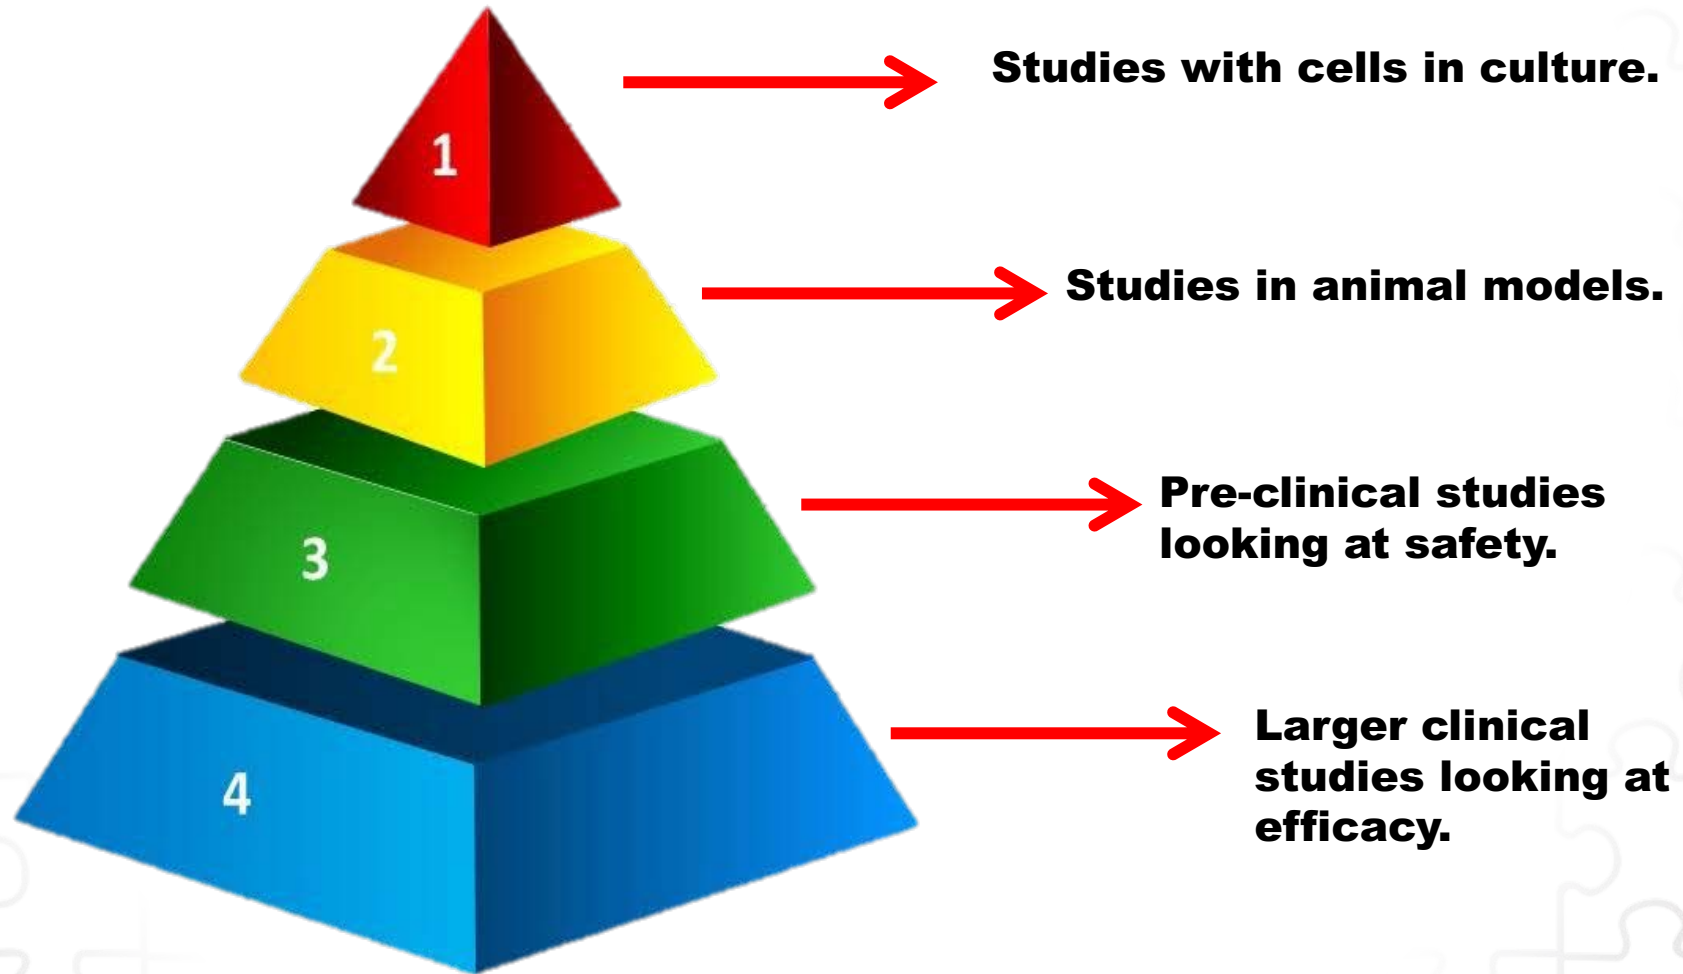 1
Studies with cells in culture.
2
Studies in animal models.
3
Pre-clinical studies
looking at safety.
4
Larger clinical
studies looking at
efficacy.